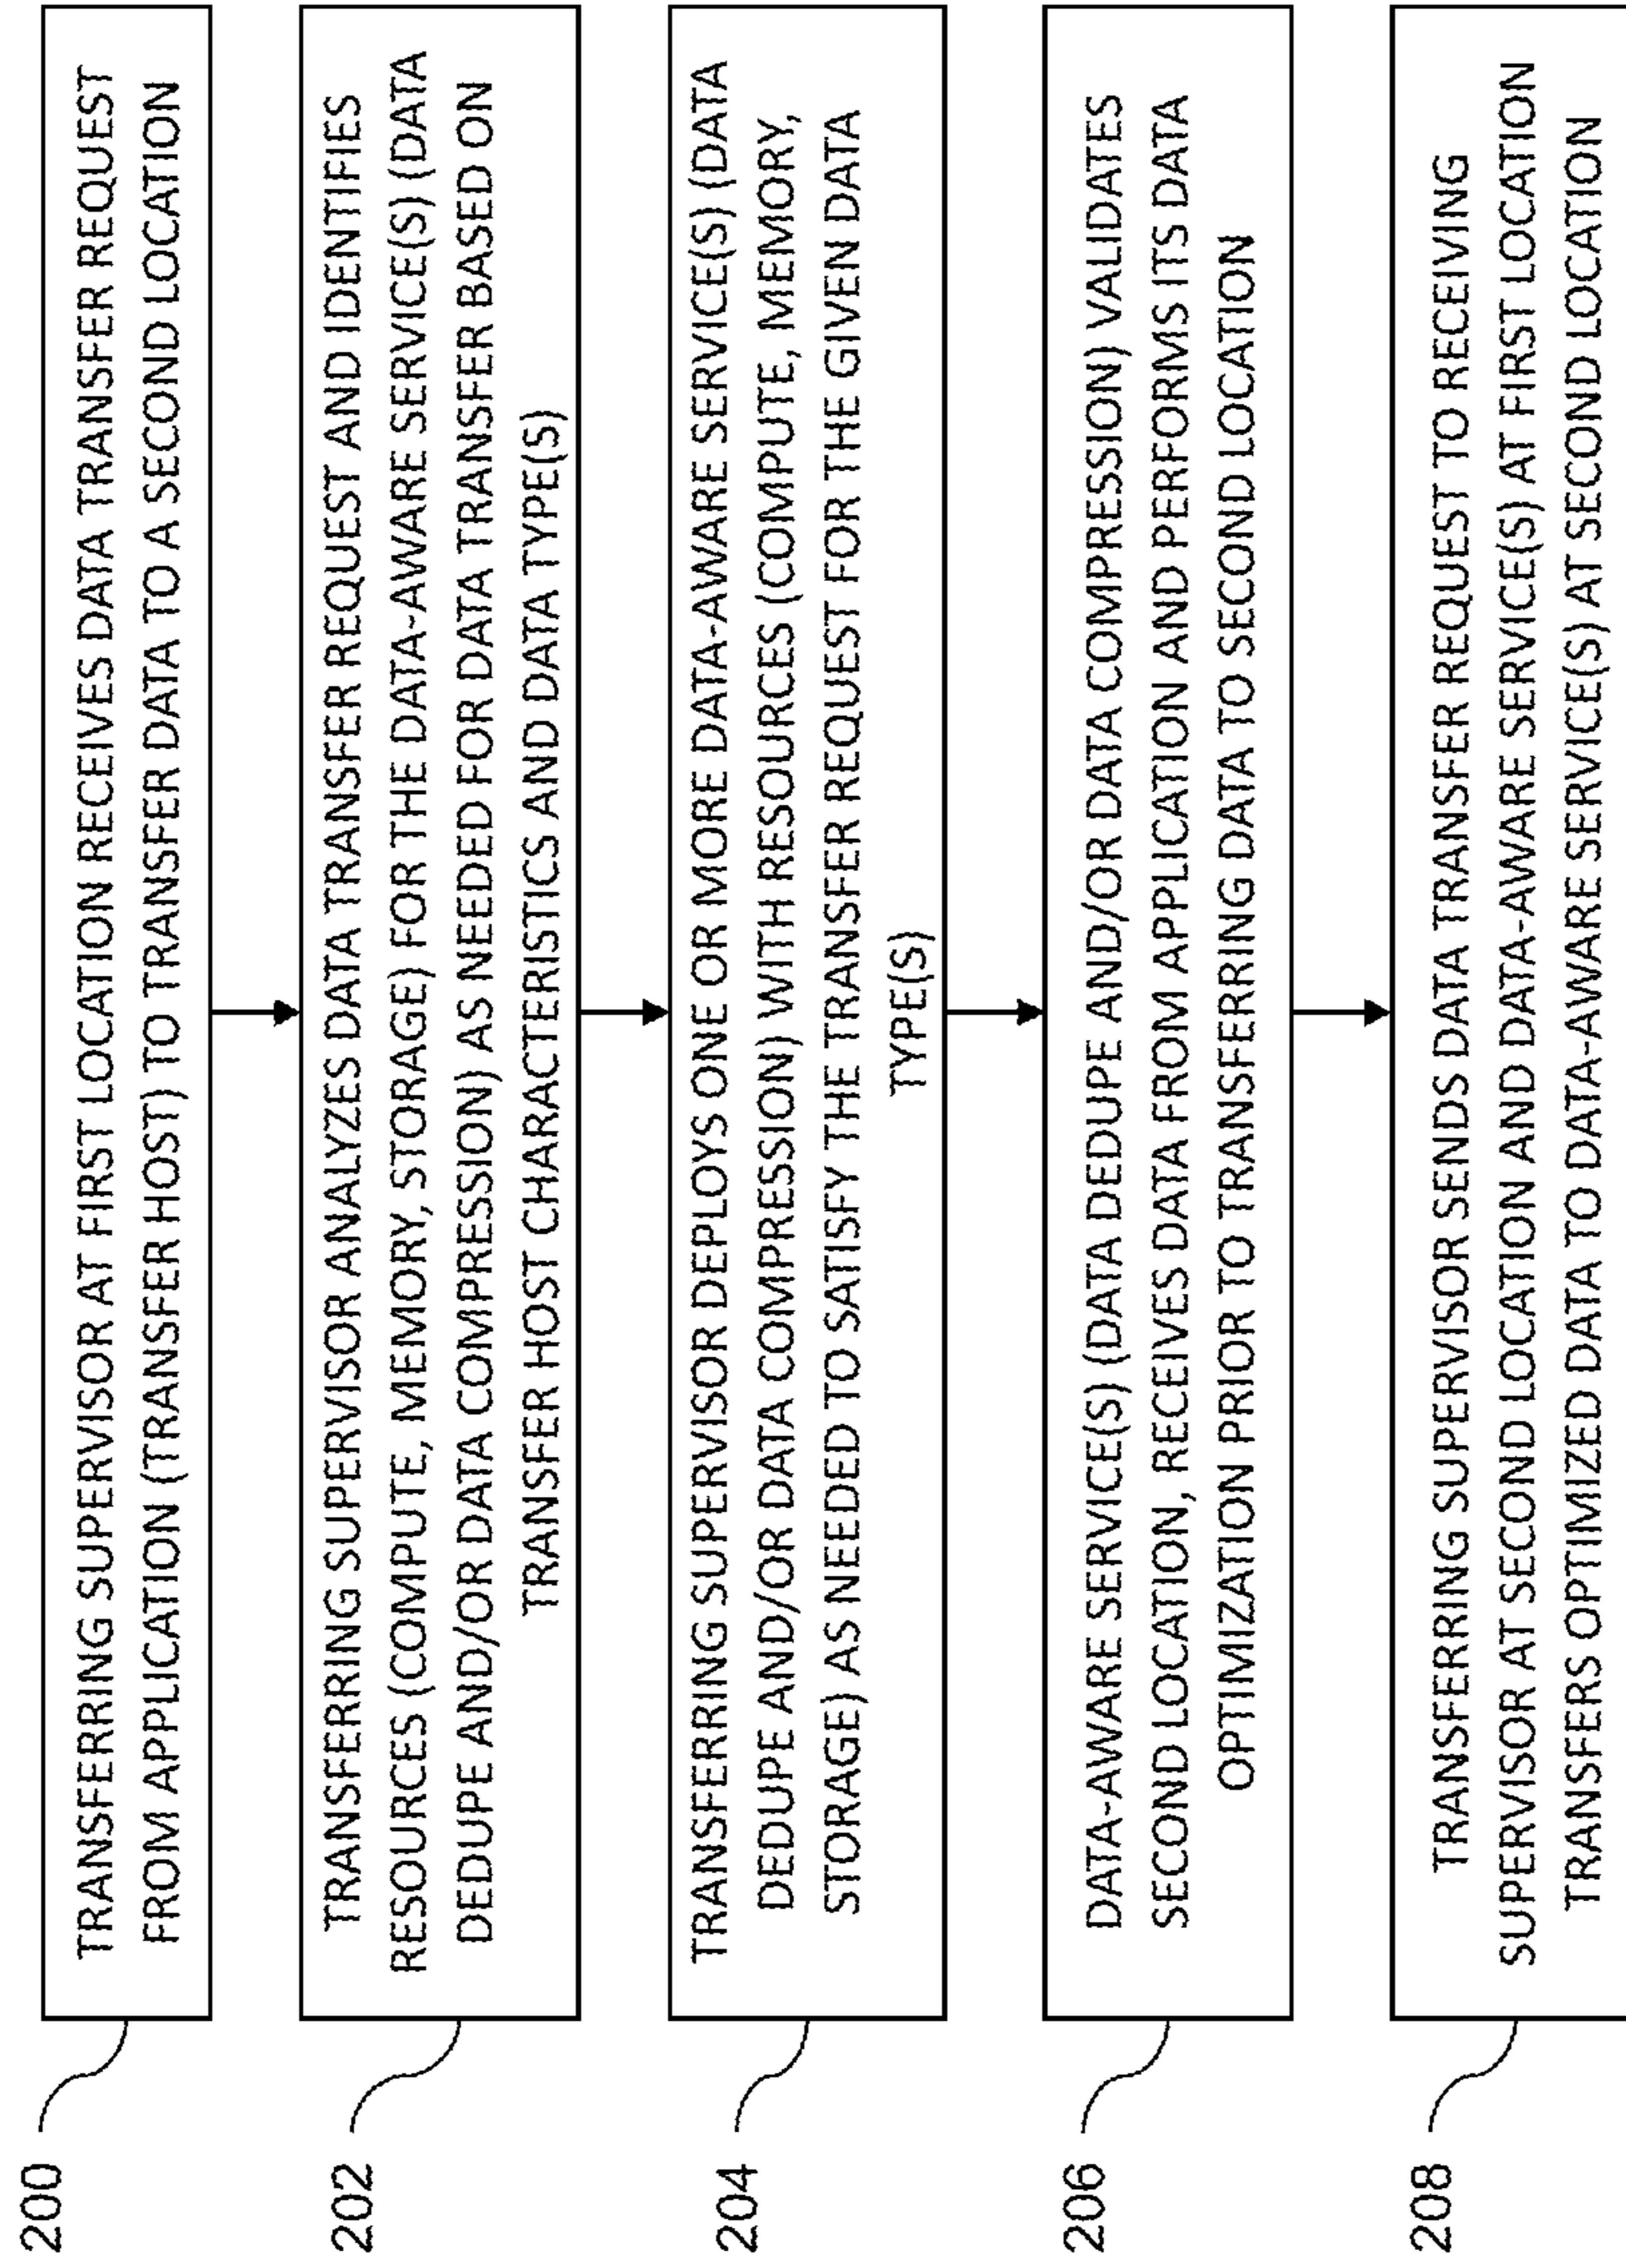 200
TRANSFERRING SUPERVISOR AT FIRST LOCATION RECEIVES DATA TRANSFER REQUEST
FROM APPLICATION (TRANSFER HOST) TO TRANSFER DATA TO A SECOND LOCATION
202
TRANSFERRING SUPERVISOR ANALYZES DATA TRANSFER REQUEST AND IDENTIFIES
RESOURCES (COMPUTE, MEMORY, STORAGE) FOR THE DATA-AWARE SERVICE(S) (DATA
DEDUPE AND/OR DATA COMPRESSION) AS NEEDED FOR DATA TRANSFER BASED ON
TRANSFER HOST CHARACTERISTICS AND DATA TYPE(S)
204
TRANSFERRING SUPERVISOR DEPLOYS ONE OR MORE DATA-AWARE SERVICE(S) (DATA
DEDUPE AND/OR DATA COMPRESSION) WITH RESOURCES (COMPUTE, MEMORY,
STORAGE) AS NEEDED TO SATISFY THE TRANSFER REQUEST FOR THE GIVEN DATA
TYPE(S)
206
DATA-AWARE SERVICE(S) (DATA DEDUPE AND/OR DATA COMPRESSION) VALIDATES
SECOND LOCATION, RECEIVES DATA FROM APPLICATION AND PERFORMS ITS DATA
OPTIMIZATION PRIOR TO TRANSFERRING DATA TO SECOND LOCATION
208
TRANSFERRING SUPERVISOR SENDS DATA TRANSFER REQUEST TO RECEIVING
SUPERVISOR AT SECOND LOCATION AND DATA-AWARE SERVICE(S) AT FIRST LOCATION
TRANSFERS OPTIMIZED DATA TO DATA-AWARE SERVICE(S) AT SECOND LOCATION